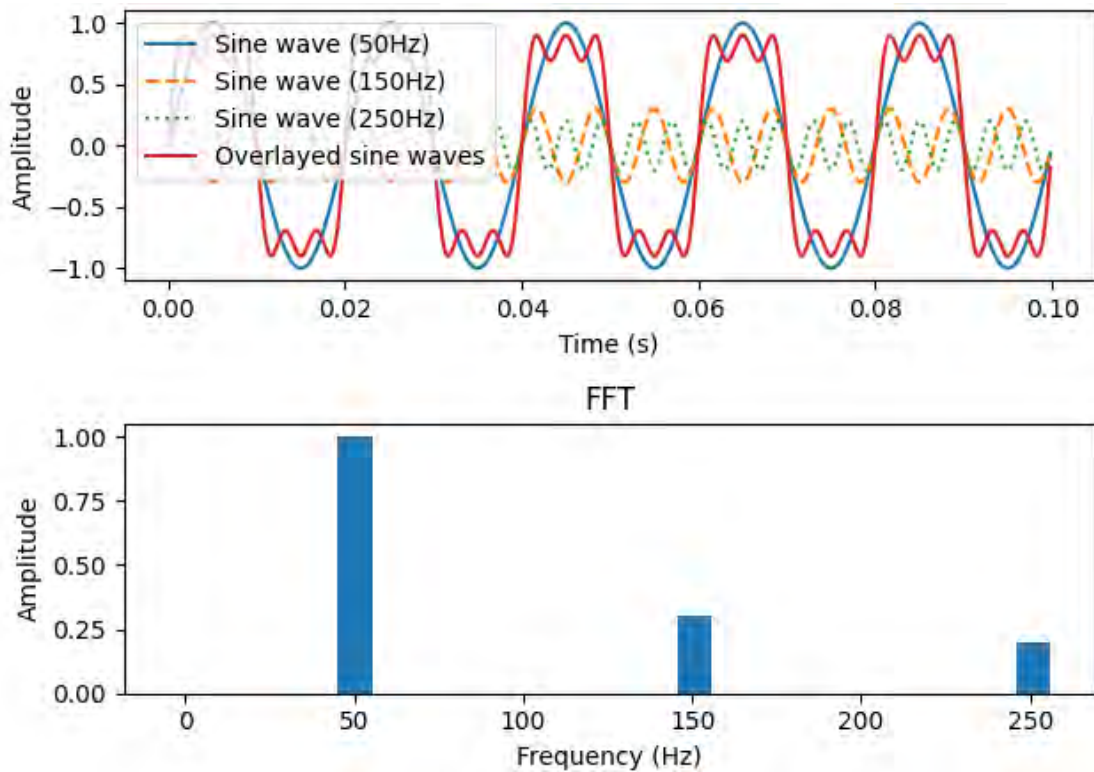 1.0
0.5
0.0
−0.5
−1.0
Amplitude
Sine wave (50Hz)
Sine wave (150Hz)
Sine wave (250Hz)
Overlayed sine waves
0.00 0.02 0.04 0.06 0.08 0.10
Time (s)
FFT
1.00
0.75
0.50
0.25
0.00
Amplitude
0 50 100 150 200 250
Frequency (Hz)